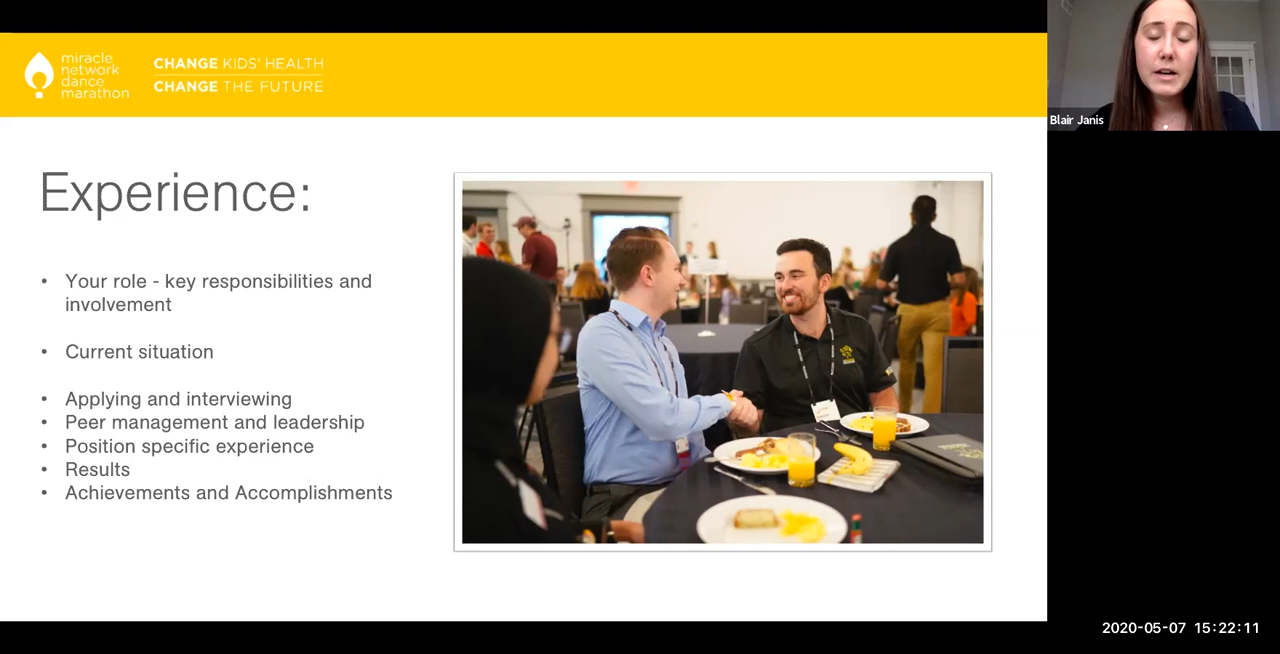 miracle
network
dance
marathon
CHANGE KIDS' HEALTH
CHANGE THE FUTURE
Blair Janis
Experience:
• Your role - key responsibilities and
involvement
• Current situation
• Applying and interviewing
• Peer management and leadership
• Position specific experience
• Results
• Achievements and Accomplishments
2020-05-07 15:22:11